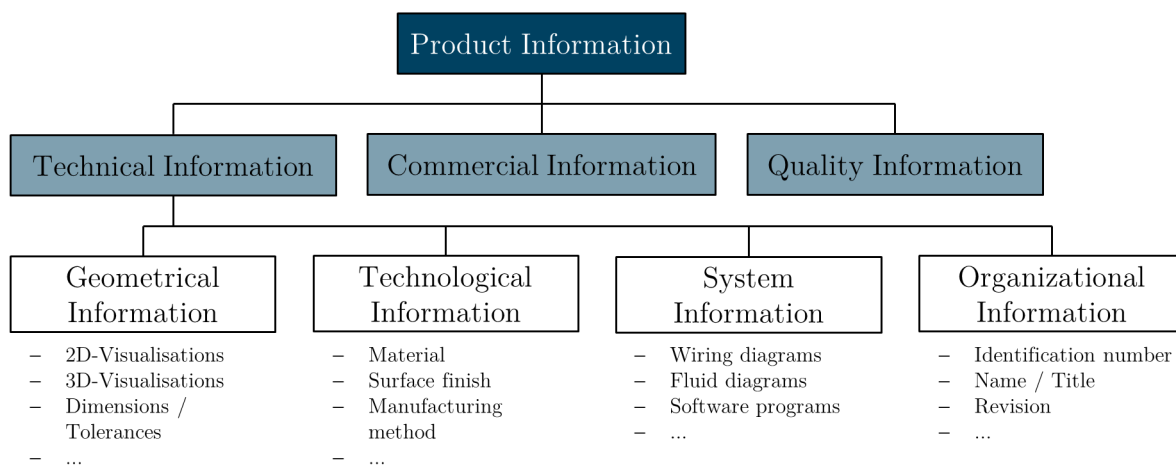 Product Information
Technical Information
Commercial Information
Quality Information
Geometrical
Information
– 2D-Visualisations
– 3D-Visualisations
– Dimensions /
Tolerances
– ...
Technological
Information
– Material
– Surface finish
– Manufacturing
method
– ...
System
Information
– Wiring diagrams
– Fluid diagrams
– Software programs
– ...
Organizational
Information
– Identification number
– Name / Title
– Revision
– ...